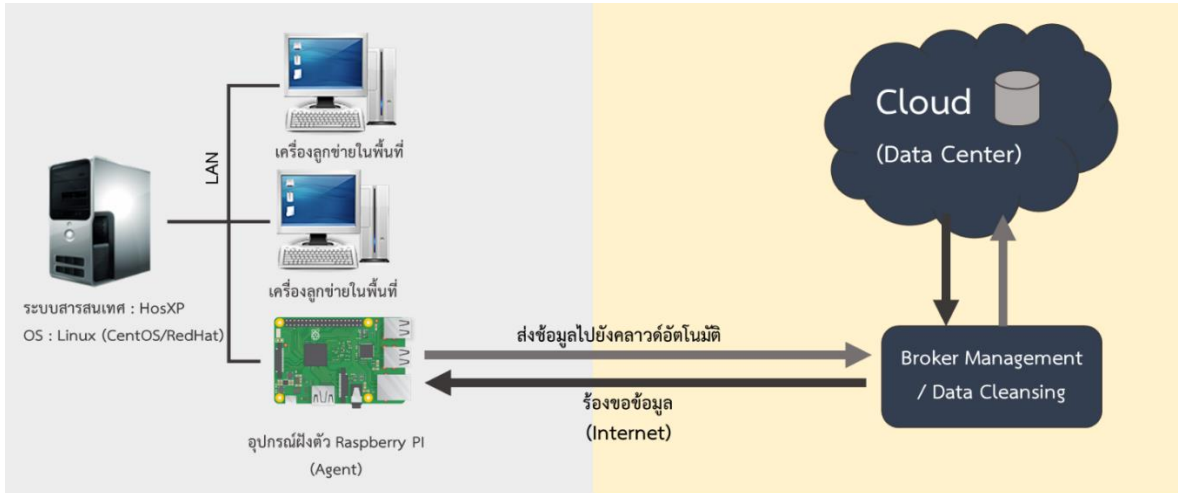 LAN
เครื่องลูกข่ายในพื้นที่
เครื่องลูกข่ายในพื้นที่
ระบบสารสนเทศ : HosXP
OS : Linux (CentOS/RedHat)
อุปกรณ์ฝังตัว Raspberry PI
(Agent)
ส่งข้อมูลไปยังคลาวด์อัตโนมัติ
ร้องขอข้อมูล
(Internet)
Cloud
(Data Center)
Broker Management
/ Data Cleansing